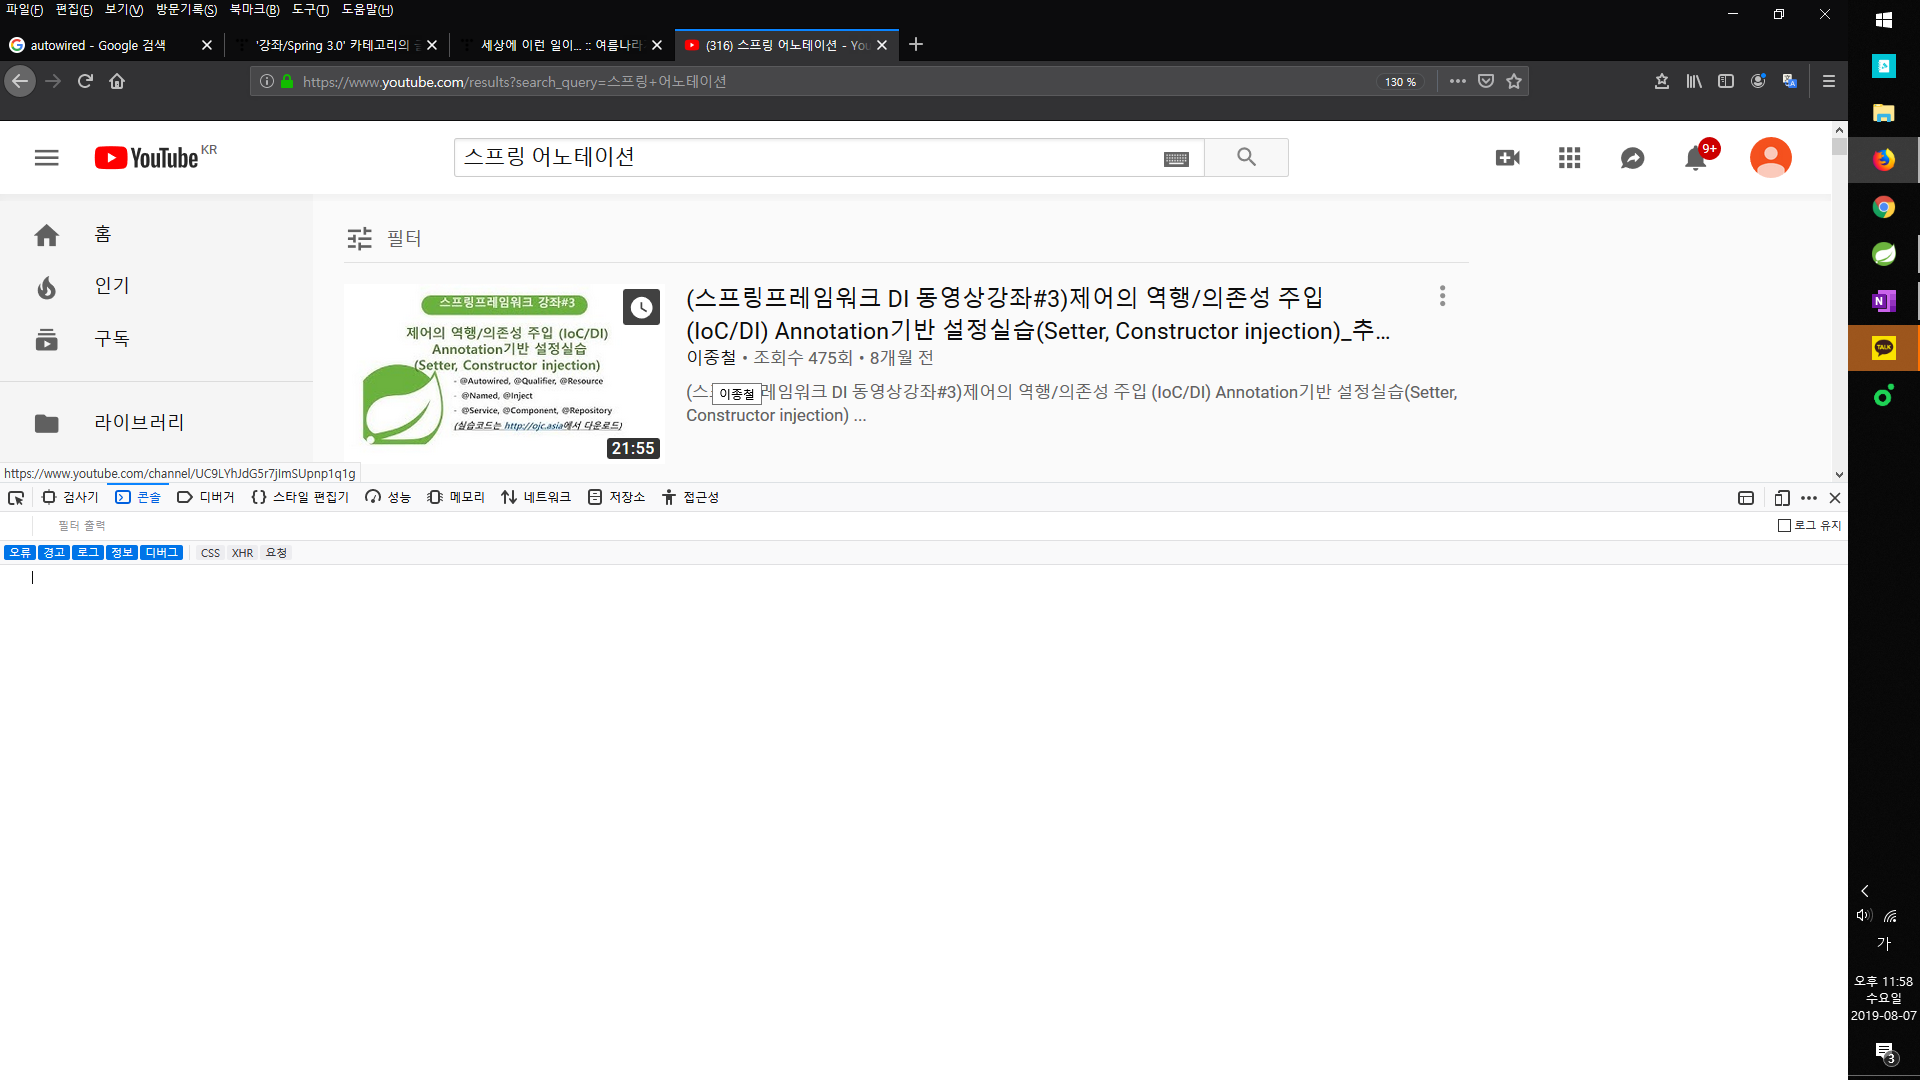 파일(F) 편집(E) 보기(V) 방문기록(S) 북마크(B) 도구(T) 도움말(H)
autowired - Google 검색
'강좌/Spring 3.0' 카테고리의
세상에 이런 일이... :: 여름나라
(316) 스프링 어노테이션 - You
https://www.youtube.com/results?search_query=스프링+어노테이션
130 %
YouTube KR
스프링 어노테이션
9+
홈
인기
구독
라이브러리
필터
스프링프레임워크 강좌#3
제어의 역행/의존성 주입 (IoC/DI)
Annotation기반 설정실습
(Setter, Constructor injection)
- @Autowired, @Qualifier, @Resource
- @Named, @Inject
- @Service, @Component, @Repository
(실습코드는 http://ojc.asia에서 다운로드)
21:55
(스프링프레임워크 DI 동영상강좌#3)제어의 역행/의존성 주입
(IoC/DI) Annotation기반 설정실습(Setter, Constructor injection)_추...
이종철 • 조회수 475회 • 8개월 전
이종철
레임워크 DI 동영상강좌#3)제어의 역행/의존성 주입 (IoC/DI) Annotation기반 설정실습(Setter,
Constructor injection) ...
https://www.youtube.com/channel/UC9LYhJdG5r7jImSUpnp1q1g
검사기 콘솔 디버거 스타일 편집기 성능 메모리 네트워크 저장소 접근성
필터 출력
로그 유지
오류 경고 로그 정보 디버그 CSS XHR 요청
TALK
가
오후 11:58
수요일
2019-08-07
3